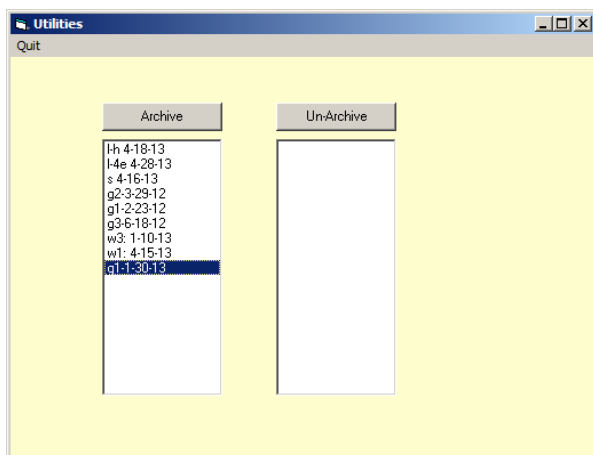 Utilities
Quit
Archive
Un-Archive
l-h 4-18-13
l-4e 4-28-13
s 4-16-13
g2-3-29-12
g1-2-23-12
g3-6-18-12
w3: 1-10-13
w1: 4-15-13
g1-1-30-13